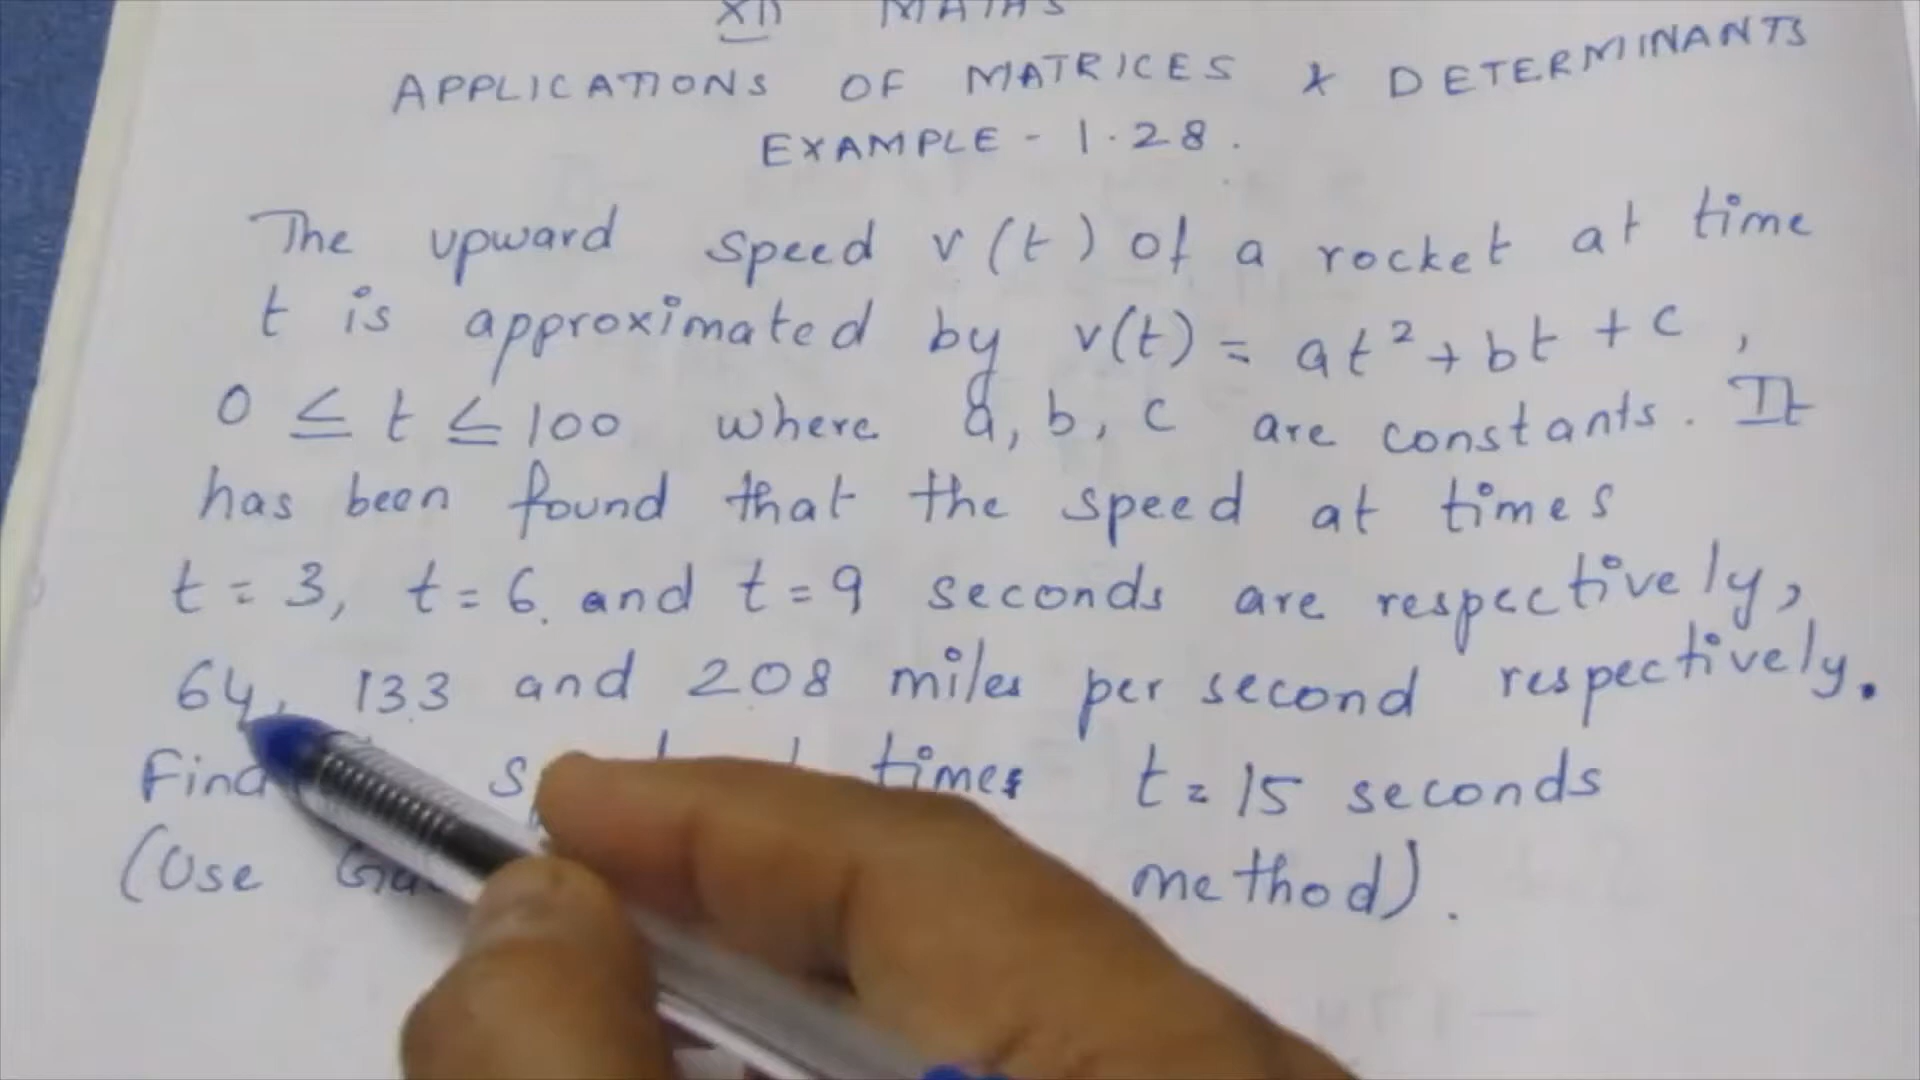 XII MATHS
APPLICATIONS OF MATRICES & DETERMINANTS
EXAMPLE - 1.28.
The upward speed v(t) of a rocket at time
t is approximated by v(t) = at² + bt + c,
0 ≤ t ≤ 100 where a, b, c are constants. It
has been found that the speed at times
t = 3, t = 6 and t = 9 seconds are respectively,
64, 133 and 208 miles per second respectively.
Find times t = 15 seconds
(Use method).